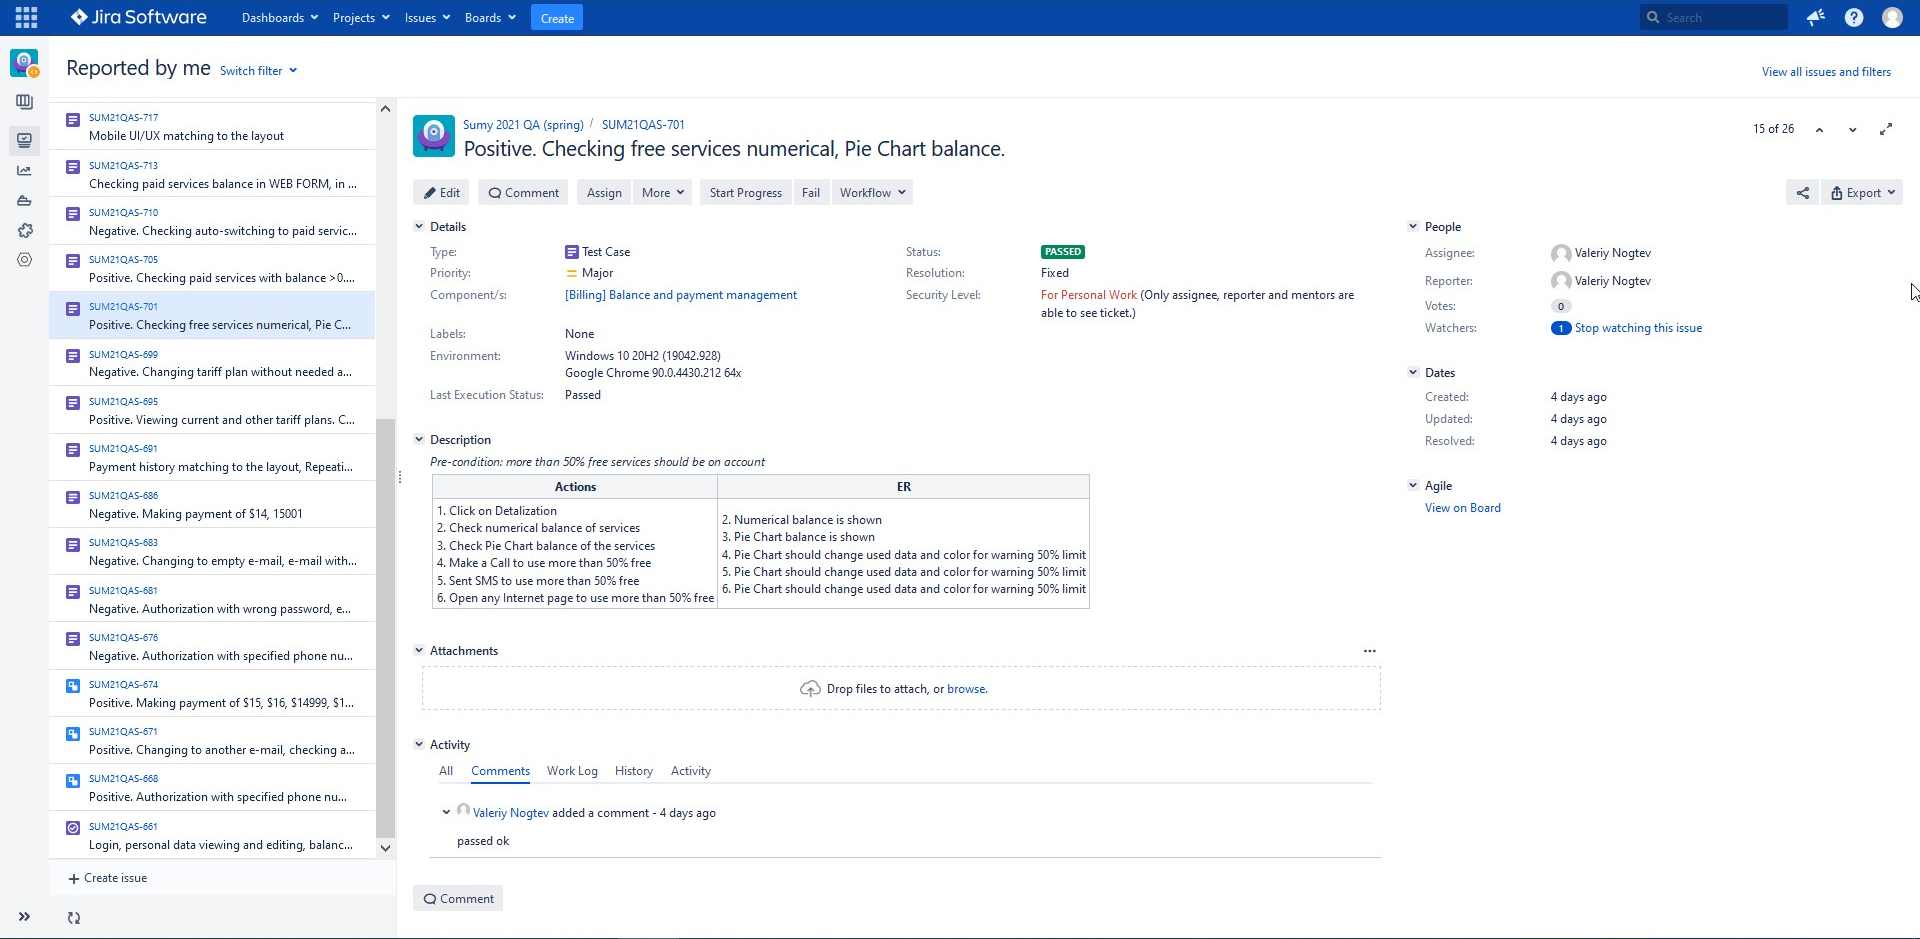 Jira Software
Dashboards
Projects
Issues
Boards
Create
Search
Reported by me
Switch filter
View all issues and filters
SUM21QAS-717
Mobile UI/UX matching to the layout
SUM21QAS-713
Checking paid services balance in WEB FORM, in ...
SUM21QAS-710
Negative. Checking auto-switching to paid servic...
SUM21QAS-705
Positive. Checking paid services with balance >0....
SUM21QAS-701
Positive. Checking free services numerical, Pie C...
SUM21QAS-699
Negative. Changing tariff plan without needed a...
SUM21QAS-695
Positive. Viewing current and other tariff plans. C...
SUM21QAS-691
Payment history matching to the layout, Repeati...
SUM21QAS-686
Negative. Making payment of $14, 15001
SUM21QAS-683
Negative. Changing to empty e-mail, e-mail with...
SUM21QAS-681
Negative. Authorization with wrong password, e...
SUM21QAS-676
Negative. Authorization with specified phone nu...
SUM21QAS-674
Positive. Making payment of $15, $16, $14999, $1...
SUM21QAS-671
Positive. Changing to another e-mail, checking a...
SUM21QAS-668
Positive. Authorization with specified phone nu...
SUM21QAS-661
Login, personal data viewing and editing, balanc...
+ Create issue
Sumy 2021 QA (spring) / SUM21QAS-701
Positive. Checking free services numerical, Pie Chart balance.
15 of 26
Edit
Comment
Assign
More
Start Progress
Fail
Workflow
Export
Details
Type: Test Case
Status: PASSED
Priority: Major
Resolution: Fixed
Component/s: [Billing] Balance and payment management
Security Level: For Personal Work (Only assignee, reporter and mentors are
able to see ticket.)
Labels: None
Environment: Windows 10 20H2 (19042.928)
Google Chrome 90.0.4430.212 64x
Last Execution Status: Passed
Description
Pre-condition: more than 50% free services should be on account
Actions
1. Click on Detalization
2. Check numerical balance of services
3. Check Pie Chart balance of the services
4. Make a Call to use more than 50% free
5. Sent SMS to use more than 50% free
6. Open any Internet page to use more than 50% free
ER
2. Numerical balance is shown
3. Pie Chart balance is shown
4. Pie Chart should change used data and color for warning 50% limit
5. Pie Chart should change used data and color for warning 50% limit
6. Pie Chart should change used data and color for warning 50% limit
Attachments
Drop files to attach, or browse.
Activity
All
Comments
Work Log
History
Activity
Valeriy Nogtev added a comment - 4 days ago
passed ok
Comment
People
Assignee: Valeriy Nogtev
Reporter: Valeriy Nogtev
Votes: 0
Watchers: 1 Stop watching this issue
Dates
Created: 4 days ago
Updated: 4 days ago
Resolved: 4 days ago
Agile
View on Board